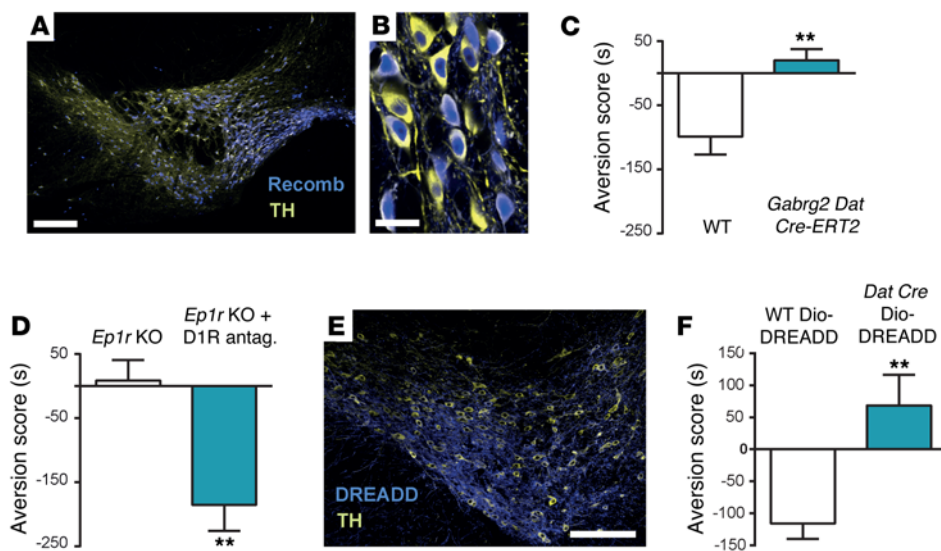 A
Recomb
TH
B
C
Aversion score (s)
50
-50
-150
-250
**
WT
Gabrg2 Dat
Cre-ERT2
D
Aversion score (s)
50
-50
-150
-250
Ep1r KO
Ep1r KO +
D1R antag.
**
E
DREADD
TH
F
Aversion score (s)
150
100
50
0
-50
-100
-150
WT Dio-
DREADD
Dat Cre
Dio-
DREADD
**